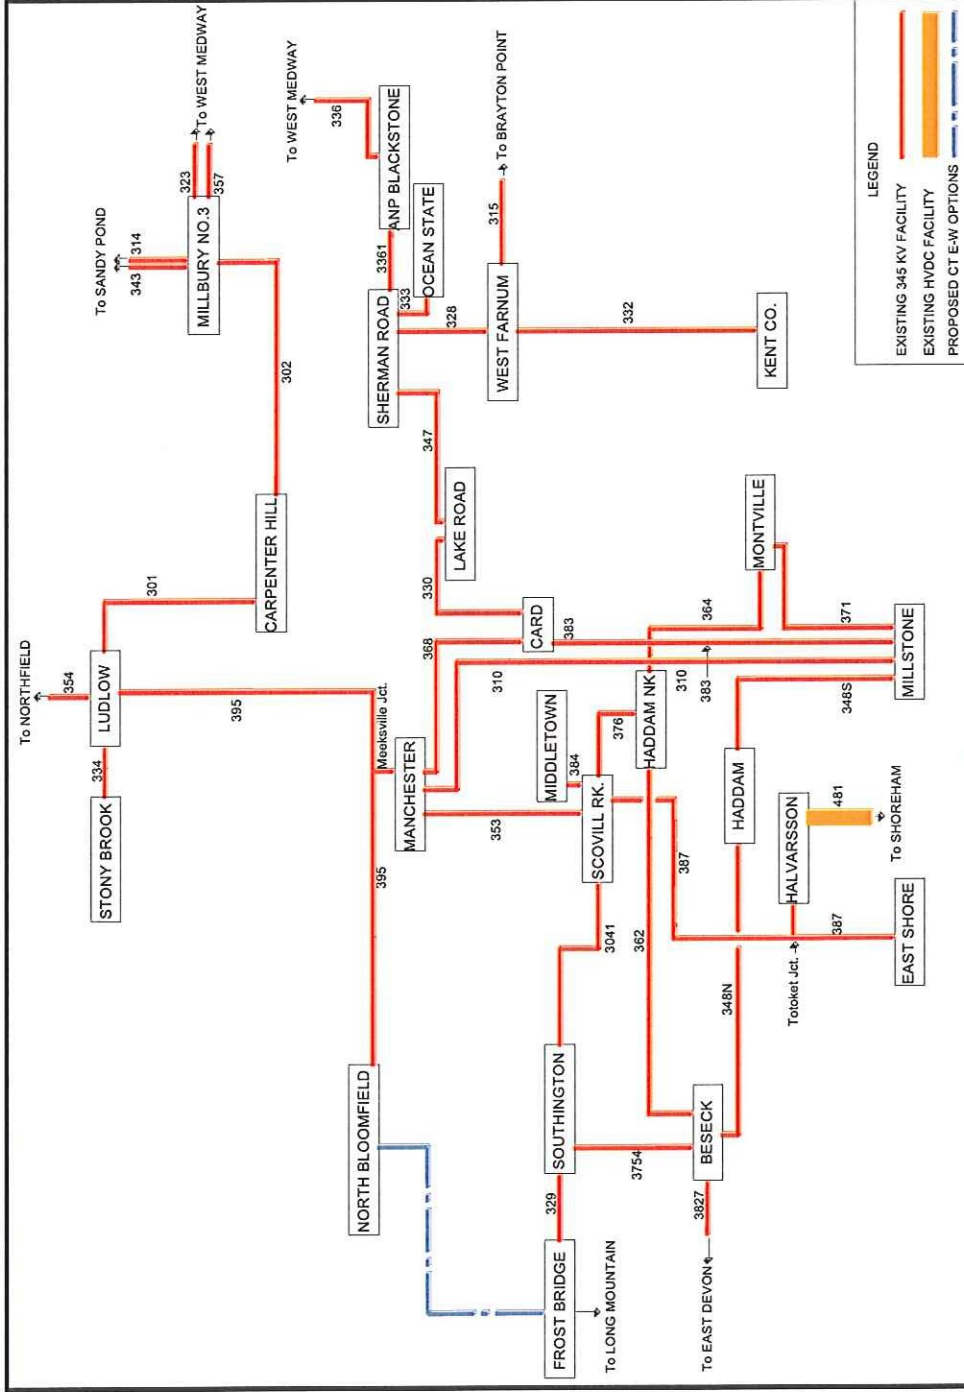 To NORTHFIELD
354
334
STONY BROOK
LUDLOW
301
395
CARPENTER HILL
302
To SANDY POND
343
314
MILLBURY NO.3
323
357
To WEST MEDWAY
To WEST MEDWAY
336
ANP BLACKSTONE
3361
OCEAN STATE
333
SHERMAN ROAD
328
347
WEST FARNUM
315
To BRAYTON POINT
332
KENT CO.
LAKE ROAD
330
CARD
368
383
310
Meeksville Jct.
MANCHESTER
395
353
NORTH BLOOMFIELD
MIDDLETOWN
384
SCOVILL RK.
376
HADDAM NK
364
MONTVILLE
371
310
383
MILLSTONE
348S
HADDAM
387
362
3041
SOUTHINGTON
329
FROST BRIDGE
To LONG MOUNTAIN
3754
BESECK
3827
To EAST DEVON
348N
Totoket Jct.
HALVARSSON
481
To SHOREHAM
387
EAST SHORE
LEGEND
EXISTING 345 KV FACILITY
EXISTING HVDC FACILITY
PROPOSED CT E-W OPTIONS